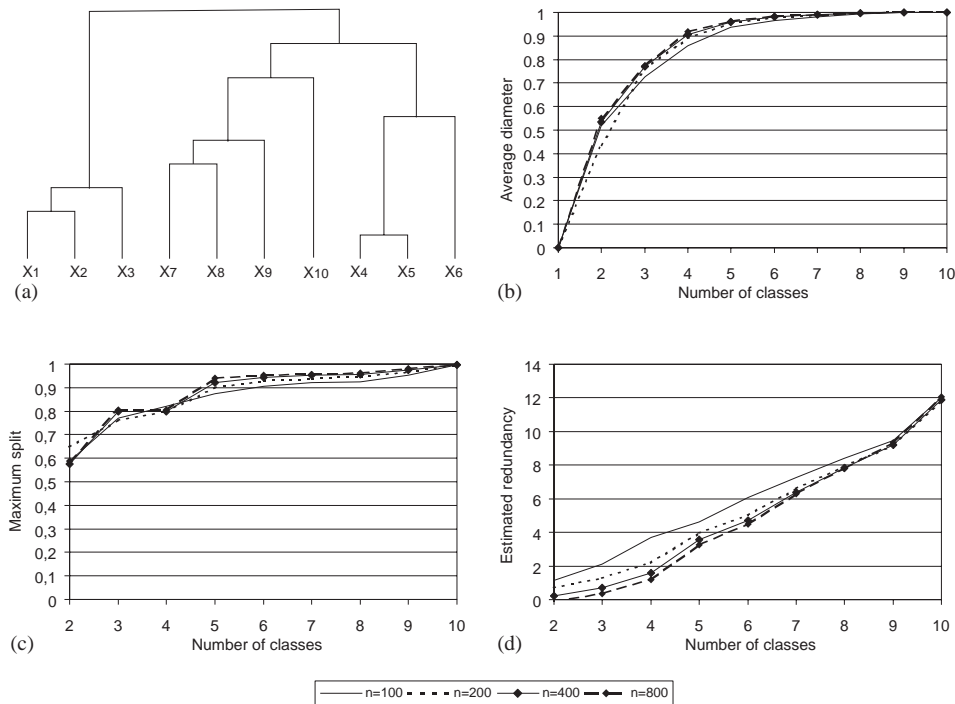 X1 X2 X3 X7 X8 X9 X10 X4 X5 X6
(a)
1
0.9
0.8
0.7
0.6
0.5
0.4
0.3
0.2
0.1
0
Average diameter
1 2 3 4 5 6 7 8 9 10
Number of classes
(b)
1
0,9
0,8
0,7
0,6
0,5
0,4
0,3
0,2
0,1
0
Maximum split
2 3 4 5 6 7 8 9 10
Number of classes
(c)
14
12
10
8
6
4
2
0
Estimated redundancy
2 3 4 5 6 7 8 9 10
Number of classes
(d)
n=100 n=200 n=400 n=800